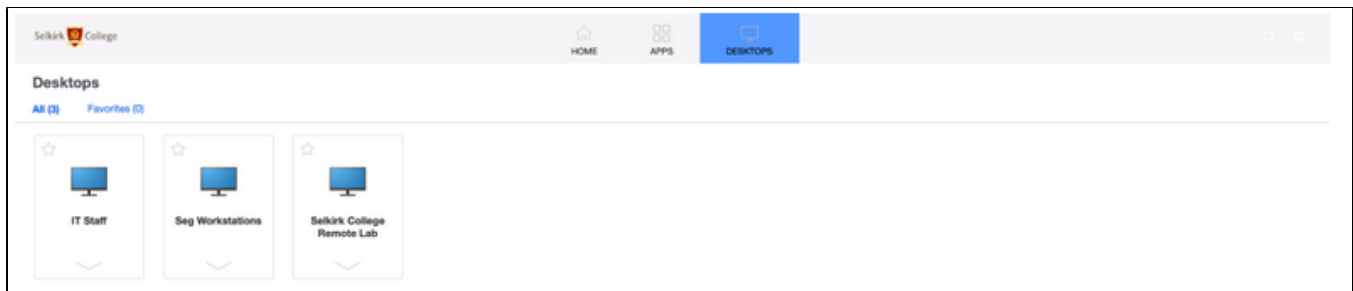 Selkirk College
HOME APPS DESKTOPS
Desktops
All (3) Favorites (0)
IT Staff Seg Workstations Selkirk College
Remote Lab